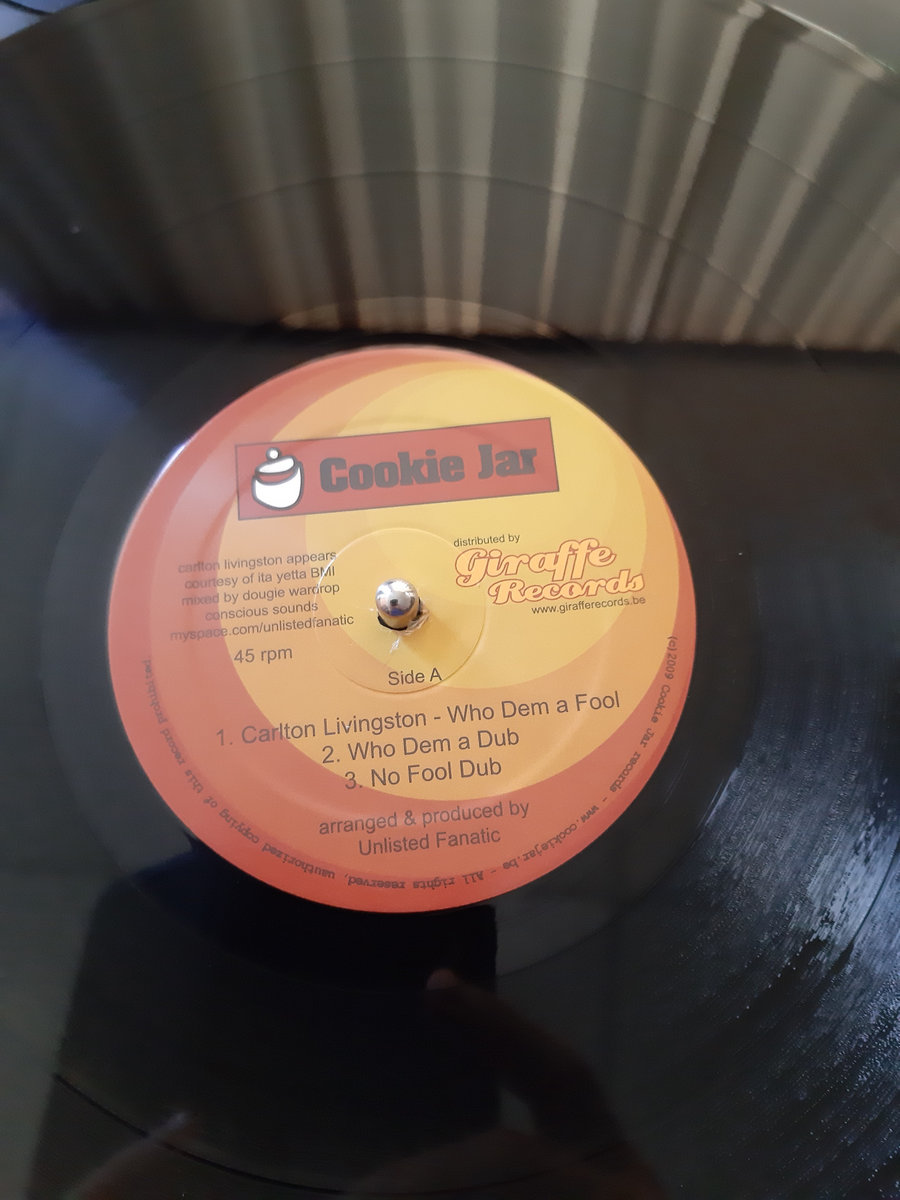 Cookie Jar
carlton livingston appears
courtesy of ita yetta BMI
mixed by dougie wardrop
conscious sounds
myspace.com/unlistedfanatic
45 rpm
distributed by
Giraffe
Records
www.girafferecords.be
Side A
1. Carlton Livingston - Who Dem a Fool
2. Who Dem a Dub
3. No Fool Dub
arranged & produced by
Unlisted Fanatic
(c) 2009 Cookie Jar records - www.cookiejar.be - All rights reserved, uauthorized copying of this record prohibited.